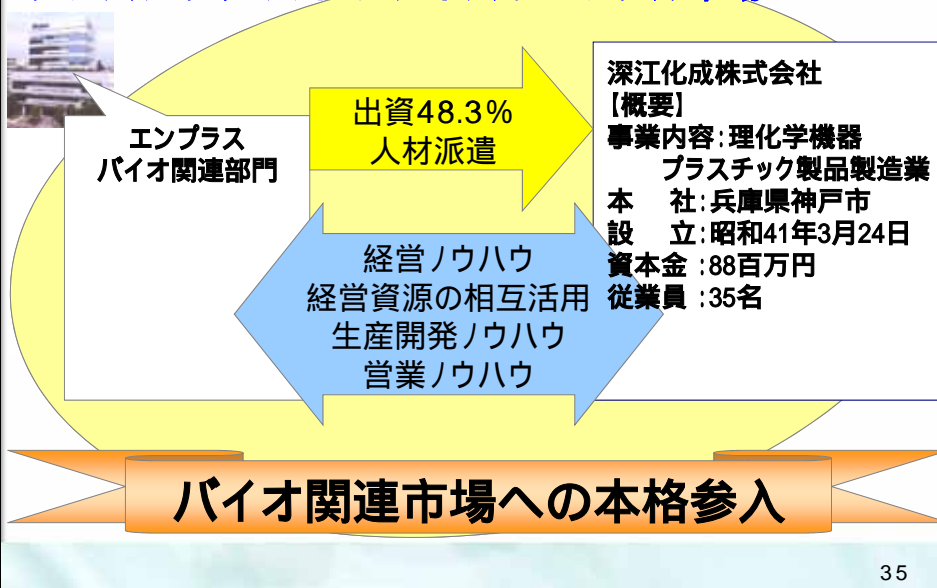 エンプラス
バイオ関連部門
出資48.3%
人材派遣
深江化成株式会社
【概要】
事業内容:理化学機器
プラスチック製品製造業
本　社:兵庫県神戸市
設　立:昭和41年3月24日
資本金:88百万円
従業員:35名
経営ノウハウ
経営資源の相互活用
生産開発ノウハウ
営業ノウハウ
バイオ関連市場への本格参入
35